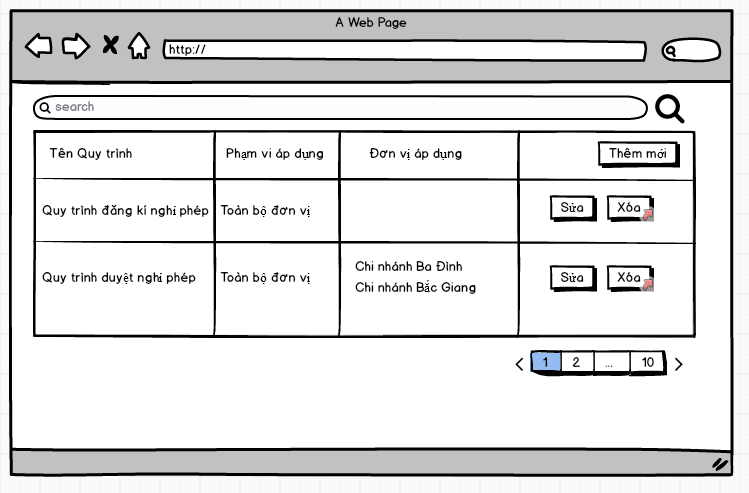 A Web Page
http://
search
Tên Quy trình
Phạm vi áp dụng
Đơn vị áp dụng
Thêm mới
Quy trình đăng kí nghỉ phép
Toàn bộ đơn vị
Sửa
Xóa
Quy trình duyệt nghỉ phép
Toàn bộ đơn vị
Chi nhánh Ba Đình
Chi nhánh Bắc Giang
Sửa
Xóa
1 2 ... 10